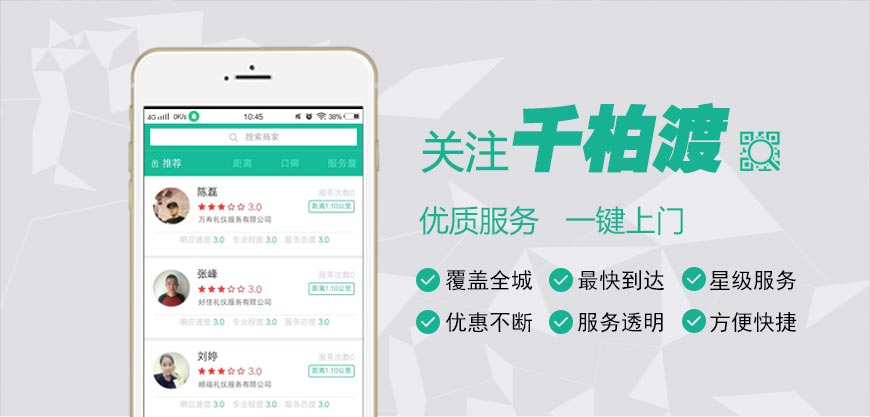 4G 0K/s 10:45 38%
搜索商家
推荐 距离 口碑 服务量
陈磊 服务次数0
3.0 距离1.10公里
万寿礼仪服务有限公司
响应速度 3.0 专业程度 3.0 服务态度 3.0
张峰 服务次数0
3.0 距离1.10公里
好佳礼仪服务有限公司
响应速度 3.0 专业程度 3.0 服务态度 3.0
刘婷 服务次数0
3.0 距离1.10公里
顺福礼仪服务有限公司
响应速度 3.0 专业程度 3.0 服务态度 3.0
关注千柏渡
优质服务 一键上门
覆盖全城 最快到达 星级服务
优惠不断 服务透明 方便快捷